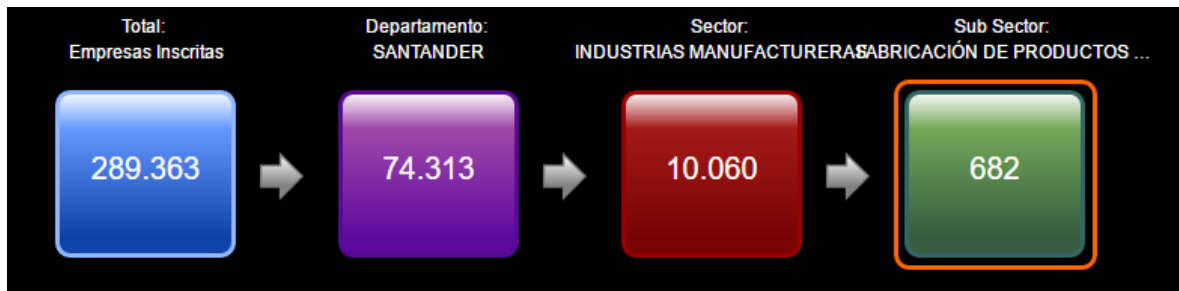 Total:
Empresas Inscritas
Departamento:
SANTANDER
Sector:
INDUSTRIAS MANUFACTURERAS
Sub Sector:
FABRICACIÓN DE PRODUCTOS ...
289.363
74.313
10.060
682